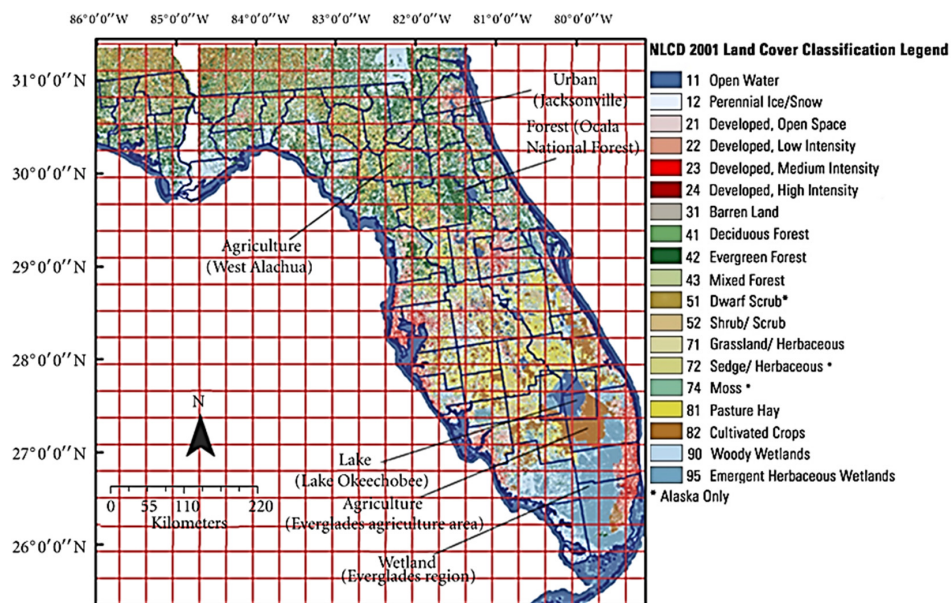 86°0′0′′W 85°0′0′′W 84°0′0′′W 83°0′0′′W 82°0′0′′W 81°0′0′′W 80°0′0′′W
31°0′0′′N
30°0′0′′N
29°0′0′′N
28°0′0′′N
27°0′0′′N
26°0′0′′N
Urban
(Jacksonville)
Forest (Ocala
National Forest)
Agriculture
(West Alachua)
N
0 55 110 220
Kilometers
Lake
(Lake Okeechobee)
Agriculture
(Everglades agriculture area)
Wetland
(Everglades region)
NLCD 2001 Land Cover Classification Legend
11 Open Water
12 Perennial Ice/Snow
21 Developed, Open Space
22 Developed, Low Intensity
23 Developed, Medium Intensity
24 Developed, High Intensity
31 Barren Land
41 Deciduous Forest
42 Evergreen Forest
43 Mixed Forest
51 Dwarf Scrub*
52 Shrub/ Scrub
71 Grassland/ Herbaceous
72 Sedge/ Herbaceous *
74 Moss *
81 Pasture Hay
82 Cultivated Crops
90 Woody Wetlands
95 Emergent Herbaceous Wetlands
* Alaska Only